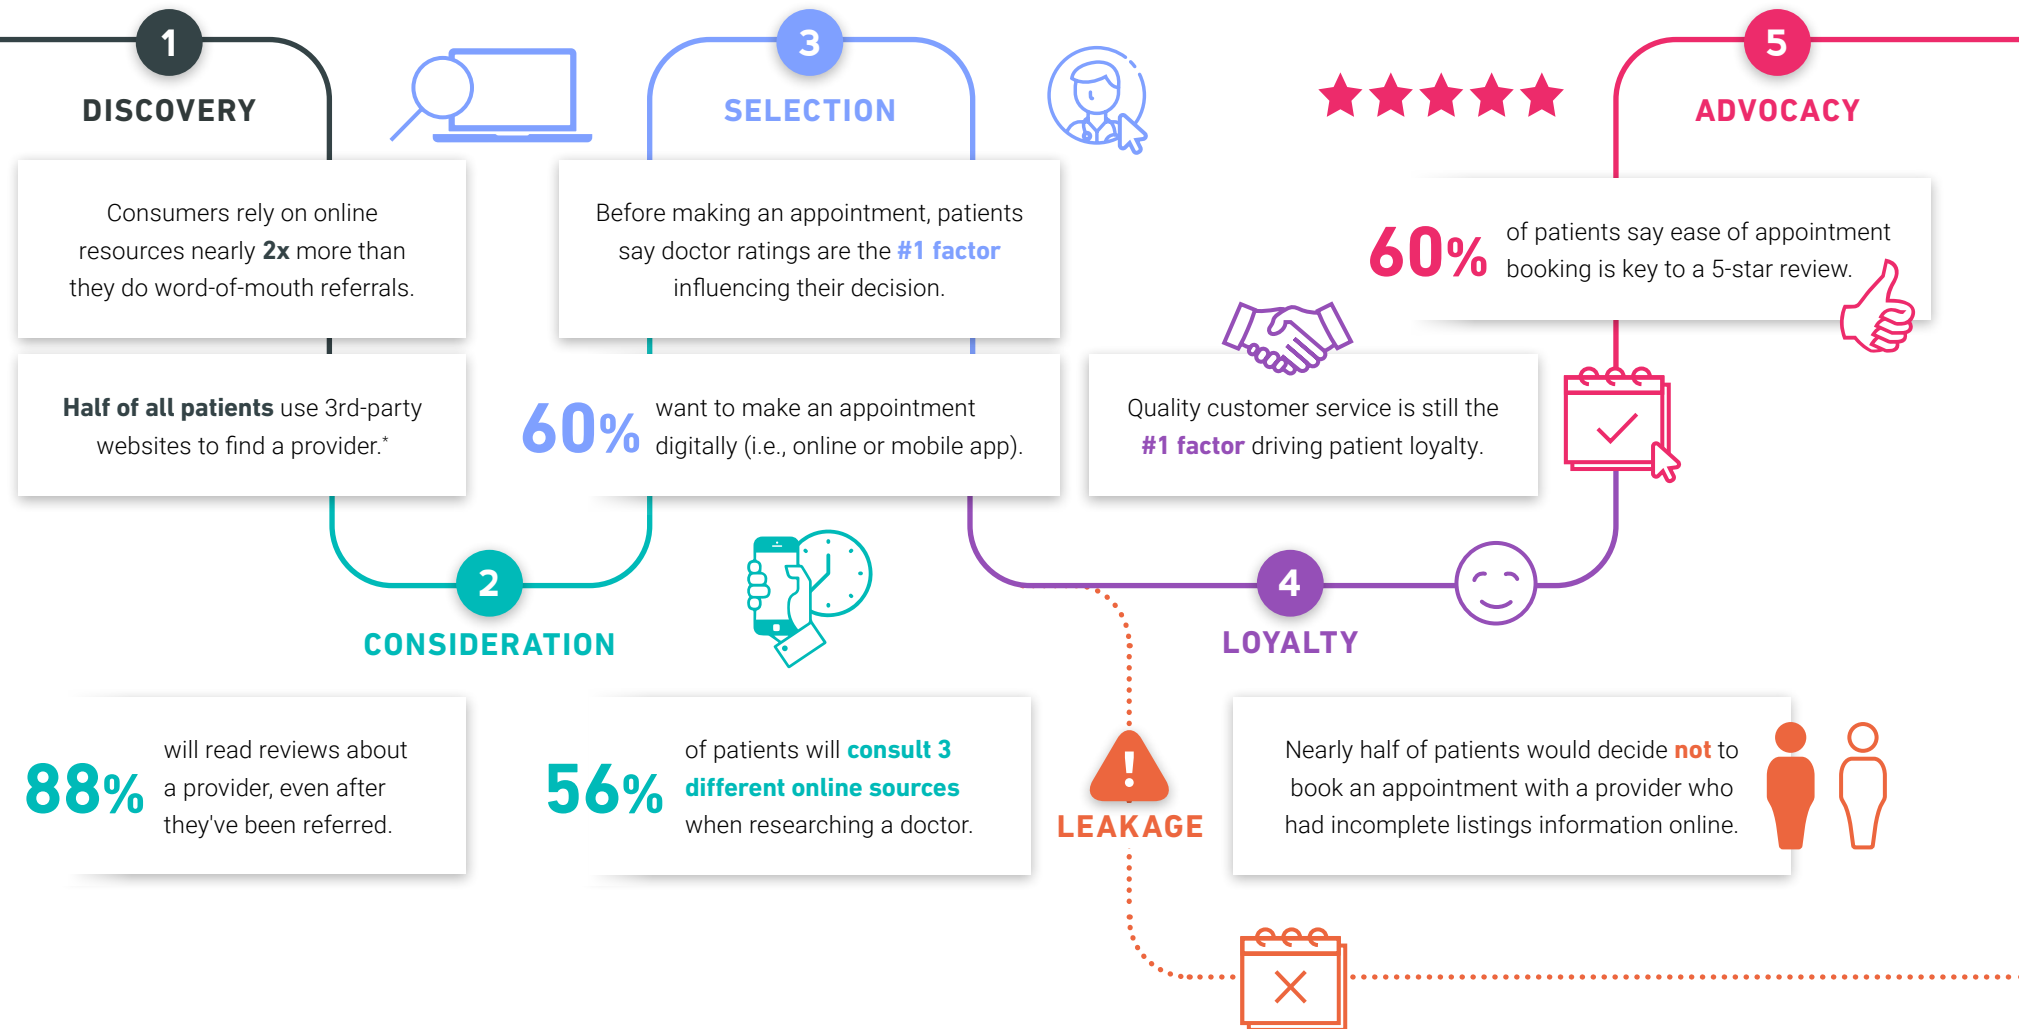 1
DISCOVERY
Consumers rely on online
resources nearly 2x more than
they do word-of-mouth referrals.
Half of all patients use 3rd-party
websites to find a provider.*
2
CONSIDERATION
88%
will read reviews about
a provider, even after
they've been referred.
56%
of patients will consult 3
different online sources
when researching a doctor.
3
SELECTION
Before making an appointment, patients
say doctor ratings are the #1 factor
influencing their decision.
60%
want to make an appointment
digitally (i.e., online or mobile app).
4
LOYALTY
Quality customer service is still the
#1 factor driving patient loyalty.
!
LEAKAGE
Nearly half of patients would decide not to
book an appointment with a provider who
had incomplete listings information online.
5
ADVOCACY
60%
of patients say ease of appointment
booking is key to a 5-star review.